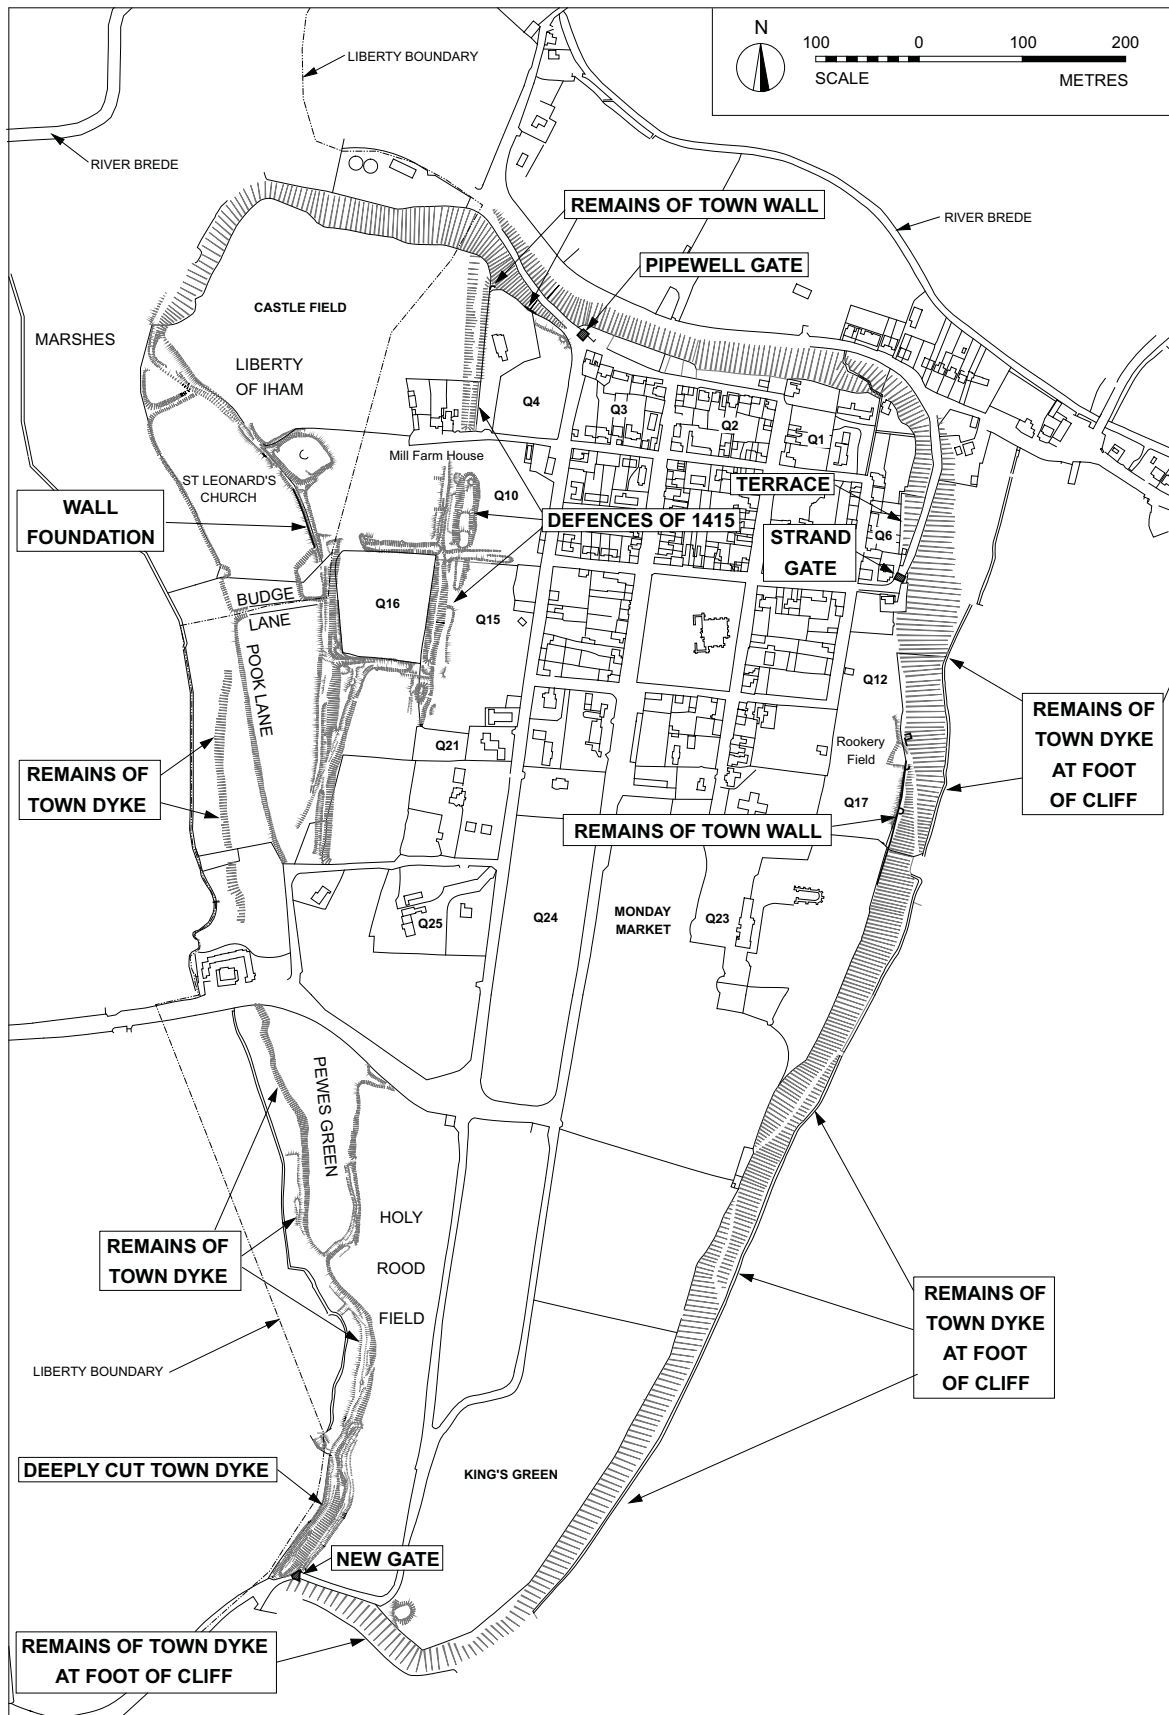 N
100 0 100 200
SCALE METRES
LIBERTY BOUNDARY
RIVER BREDE
REMAINS OF TOWN WALL
RIVER BREDE
PIPEWELL GATE
CASTLE FIELD
MARSHES
LIBERTY
OF IHAM
Q4
Q3
Q2
Q1
Mill Farm House
ST LEONARD'S
CHURCH
C
Q10
TERRACE
WALL
FOUNDATION
DEFENCES OF 1415
STRAND
GATE
Q6
BUDGE
LANE
Q16
Q15
POOK LANE
Q12
REMAINS OF
TOWN DYKE
AT FOOT
OF CLIFF
Q21
Rookery
Field
REMAINS OF
TOWN DYKE
Q17
REMAINS OF TOWN WALL
Q25
Q24
MONDAY
MARKET
Q23
PEWES GREEN
HOLY
ROOD
FIELD
REMAINS OF
TOWN DYKE
REMAINS OF
TOWN DYKE
AT FOOT
OF CLIFF
LIBERTY BOUNDARY
DEEPLY CUT TOWN DYKE
KING'S GREEN
NEW GATE
REMAINS OF TOWN DYKE
AT FOOT OF CLIFF